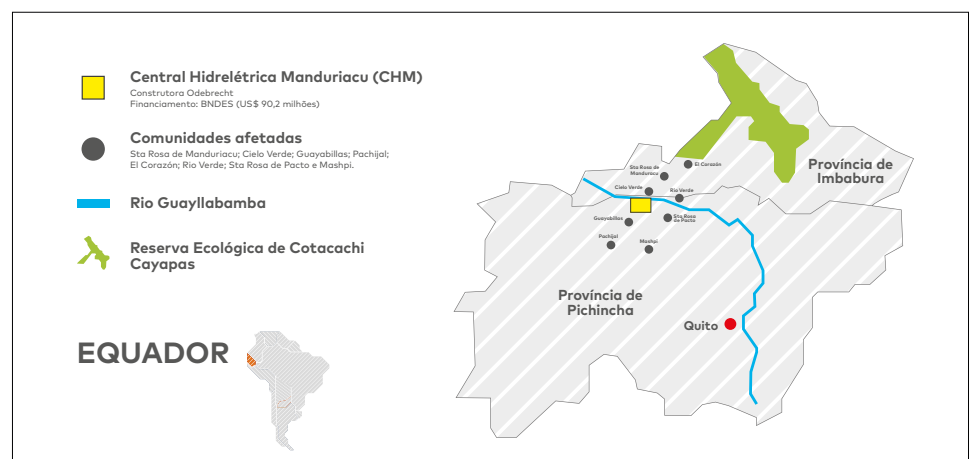 Central Hidrelétrica Manduriacu (CHM)
Construtora Odebrecht
Financiamento: BNDES (US$ 90,2 milhões)
Comunidades afetadas
Sta Rosa de Manduriacu; Cielo Verde; Guayabillas; Pachijal;
El Corazón; Rio Verde; Sta Rosa de Pacto e Mashpi.
Rio Guayllabamba
Reserva Ecológica de Cotacachi
Cayapas
EQUADOR
Sta Rosa de
Manduracu
El Corazón
Cielo Verde
Rio Verde
Guayabillas
Sta Rosa
de Pacto
Pachijal
Mashpi
Província de
Imbabura
Província de
Pichincha
Quito